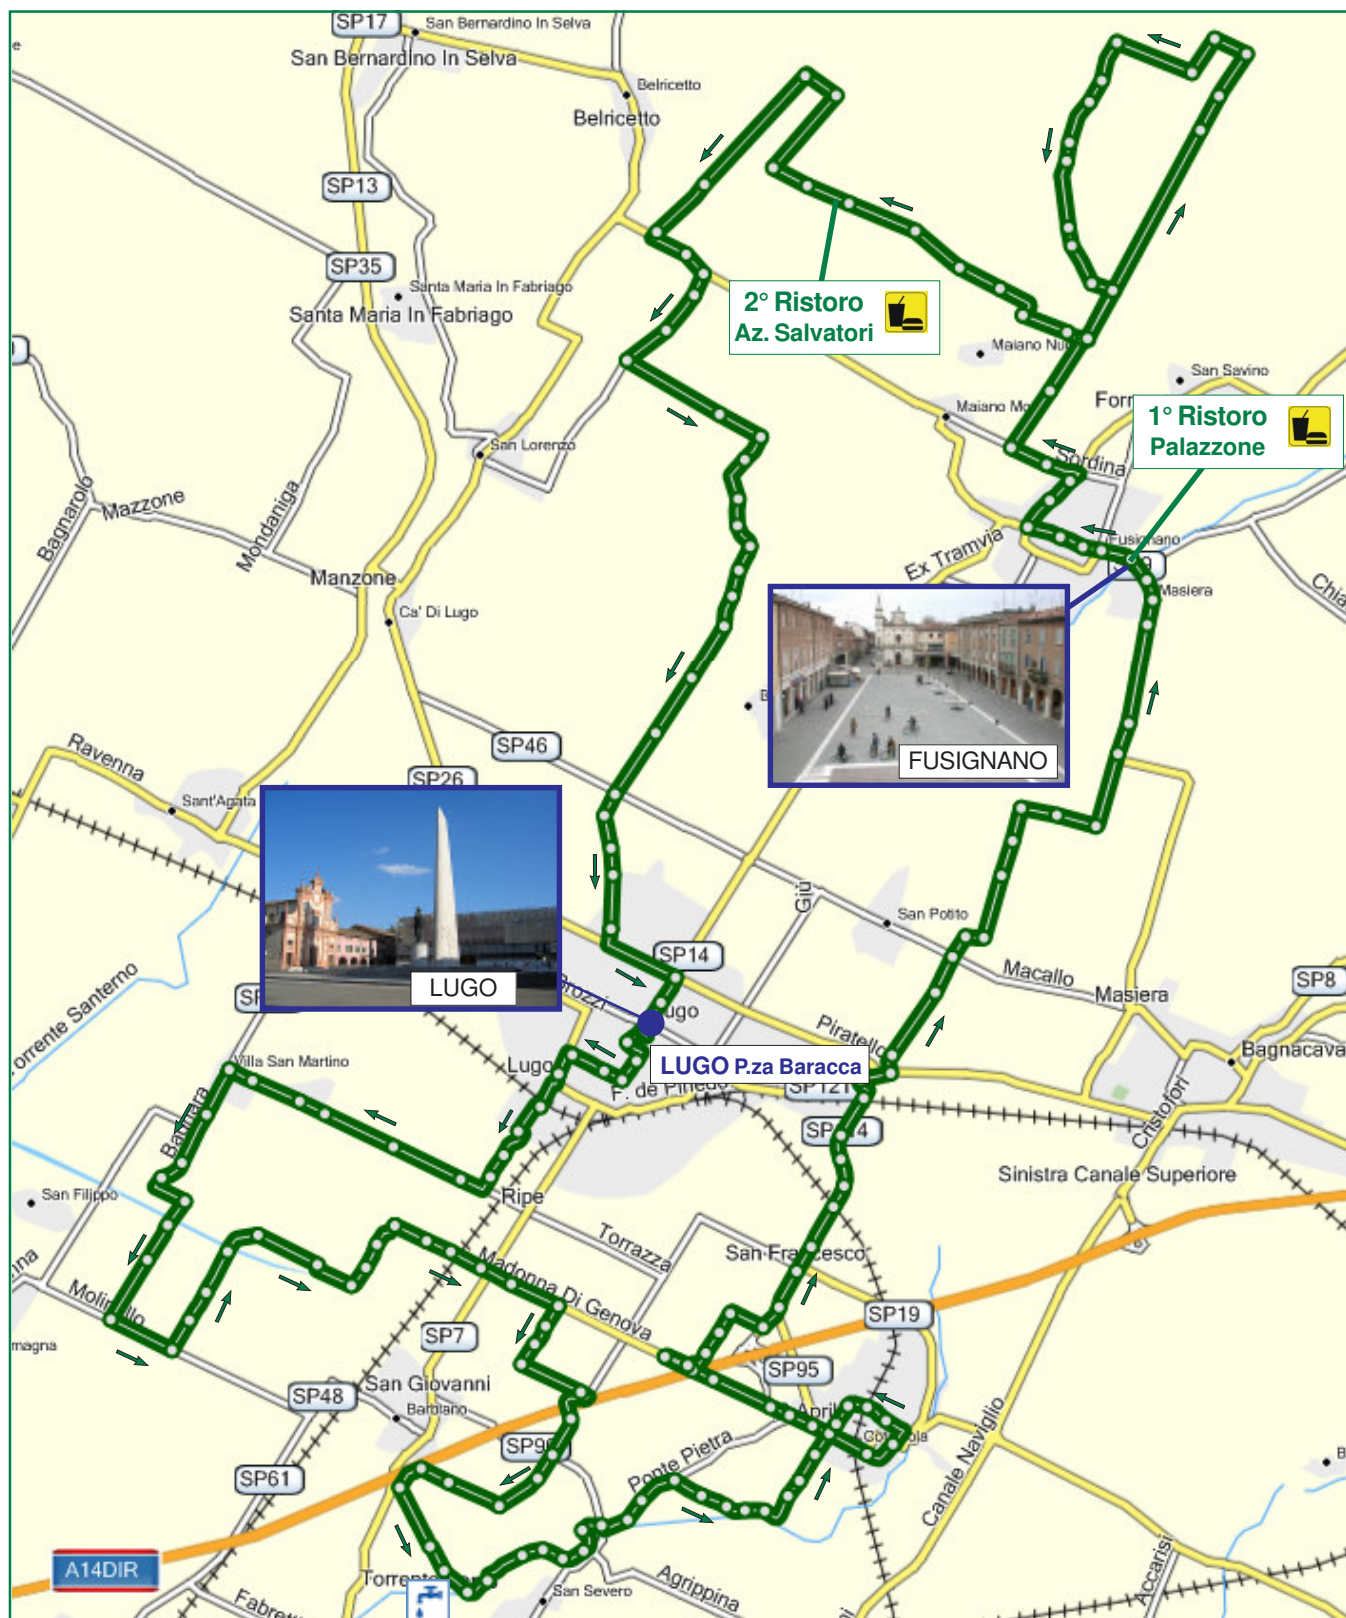 SP17
San Bernardino In Selva
San Bernardino In Selva
Belricetto
Belricetto
SP13
SP35
Santa Maria In Fabriago
Santa Maria In Fabriago
2° Ristoro
Az. Salvatori
Maiano
San Savino
Maiano
1° Ristoro
Palazzone
San Lorenzo
Sordina
Bagnarolo
Mazzone
Mondaniga
Ex Tramvia
Fusignano
Manzone
Masiera
Ca' Di Lugo
FUSIGNANO
Ravenna
SP46
SP26
Sant'Agata
Giù
San Potito
SP14
LUGO
Brozzi
Macallo
Masiera
SP8
Torrente Santerno
Lugo
Piratello
Bagnacava
Villa San Martino
Lugo
LUGO P.za Baracca
F. de Pinedo
SP121
Bagnara
Cristofori
Sinistra Canale Superiore
San Filippo
Ripe
Torrazza
San Francesco
Madonna Di Genova
SP19
SP7
SP95
San Giovanni
SP48
Barbiano
April
Ponte Pietra
Canale Naviglio
SP61
A14DIR
San Severo
Agrippina
Accarisi